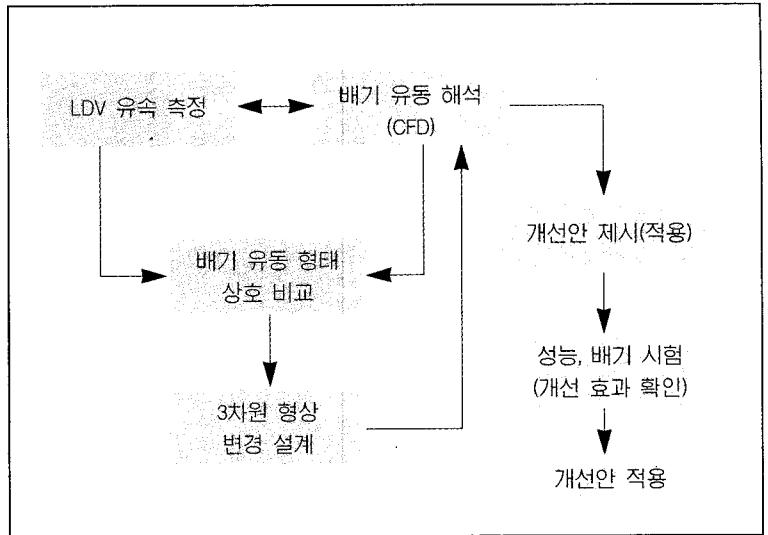 LDV 유속 측정
배기 유동 해석
(CFD)
배기 유동 형태
상호 비교
3차원 형상
변경 설계
개선안 제시(적용)
성능, 배기 시험
(개선 효과 확인)
개선안 적용